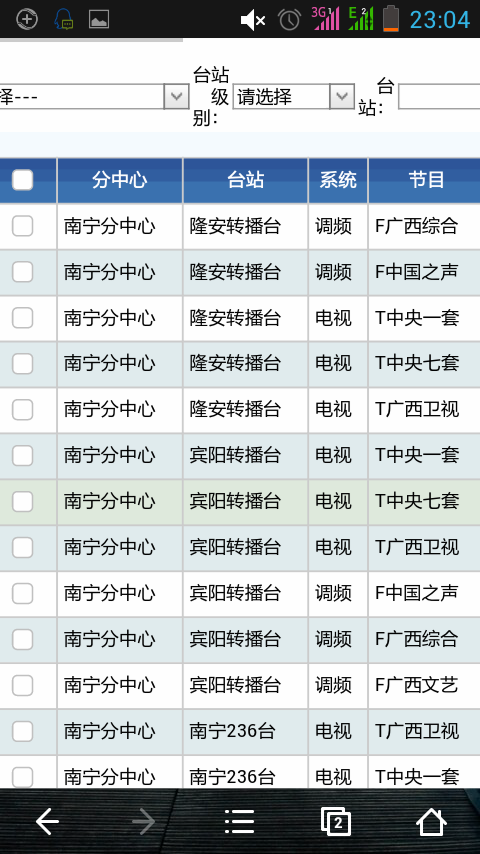 3G 1 E 2 23:04
择---
台站级别：
请选择
台站：
分中心 台站 系统 节目
南宁分中心 隆安转播台 调频 F广西综合
南宁分中心 隆安转播台 调频 F中国之声
南宁分中心 隆安转播台 电视 T中央一套
南宁分中心 隆安转播台 电视 T中央七套
南宁分中心 隆安转播台 电视 T广西卫视
南宁分中心 宾阳转播台 电视 T中央一套
南宁分中心 宾阳转播台 电视 T中央七套
南宁分中心 宾阳转播台 电视 T广西卫视
南宁分中心 宾阳转播台 调频 F中国之声
南宁分中心 宾阳转播台 调频 F广西综合
南宁分中心 宾阳转播台 调频 F广西文艺
南宁分中心 南宁236台 电视 T广西卫视
南宁分中心 南宁236台 电视 T中央一套
2